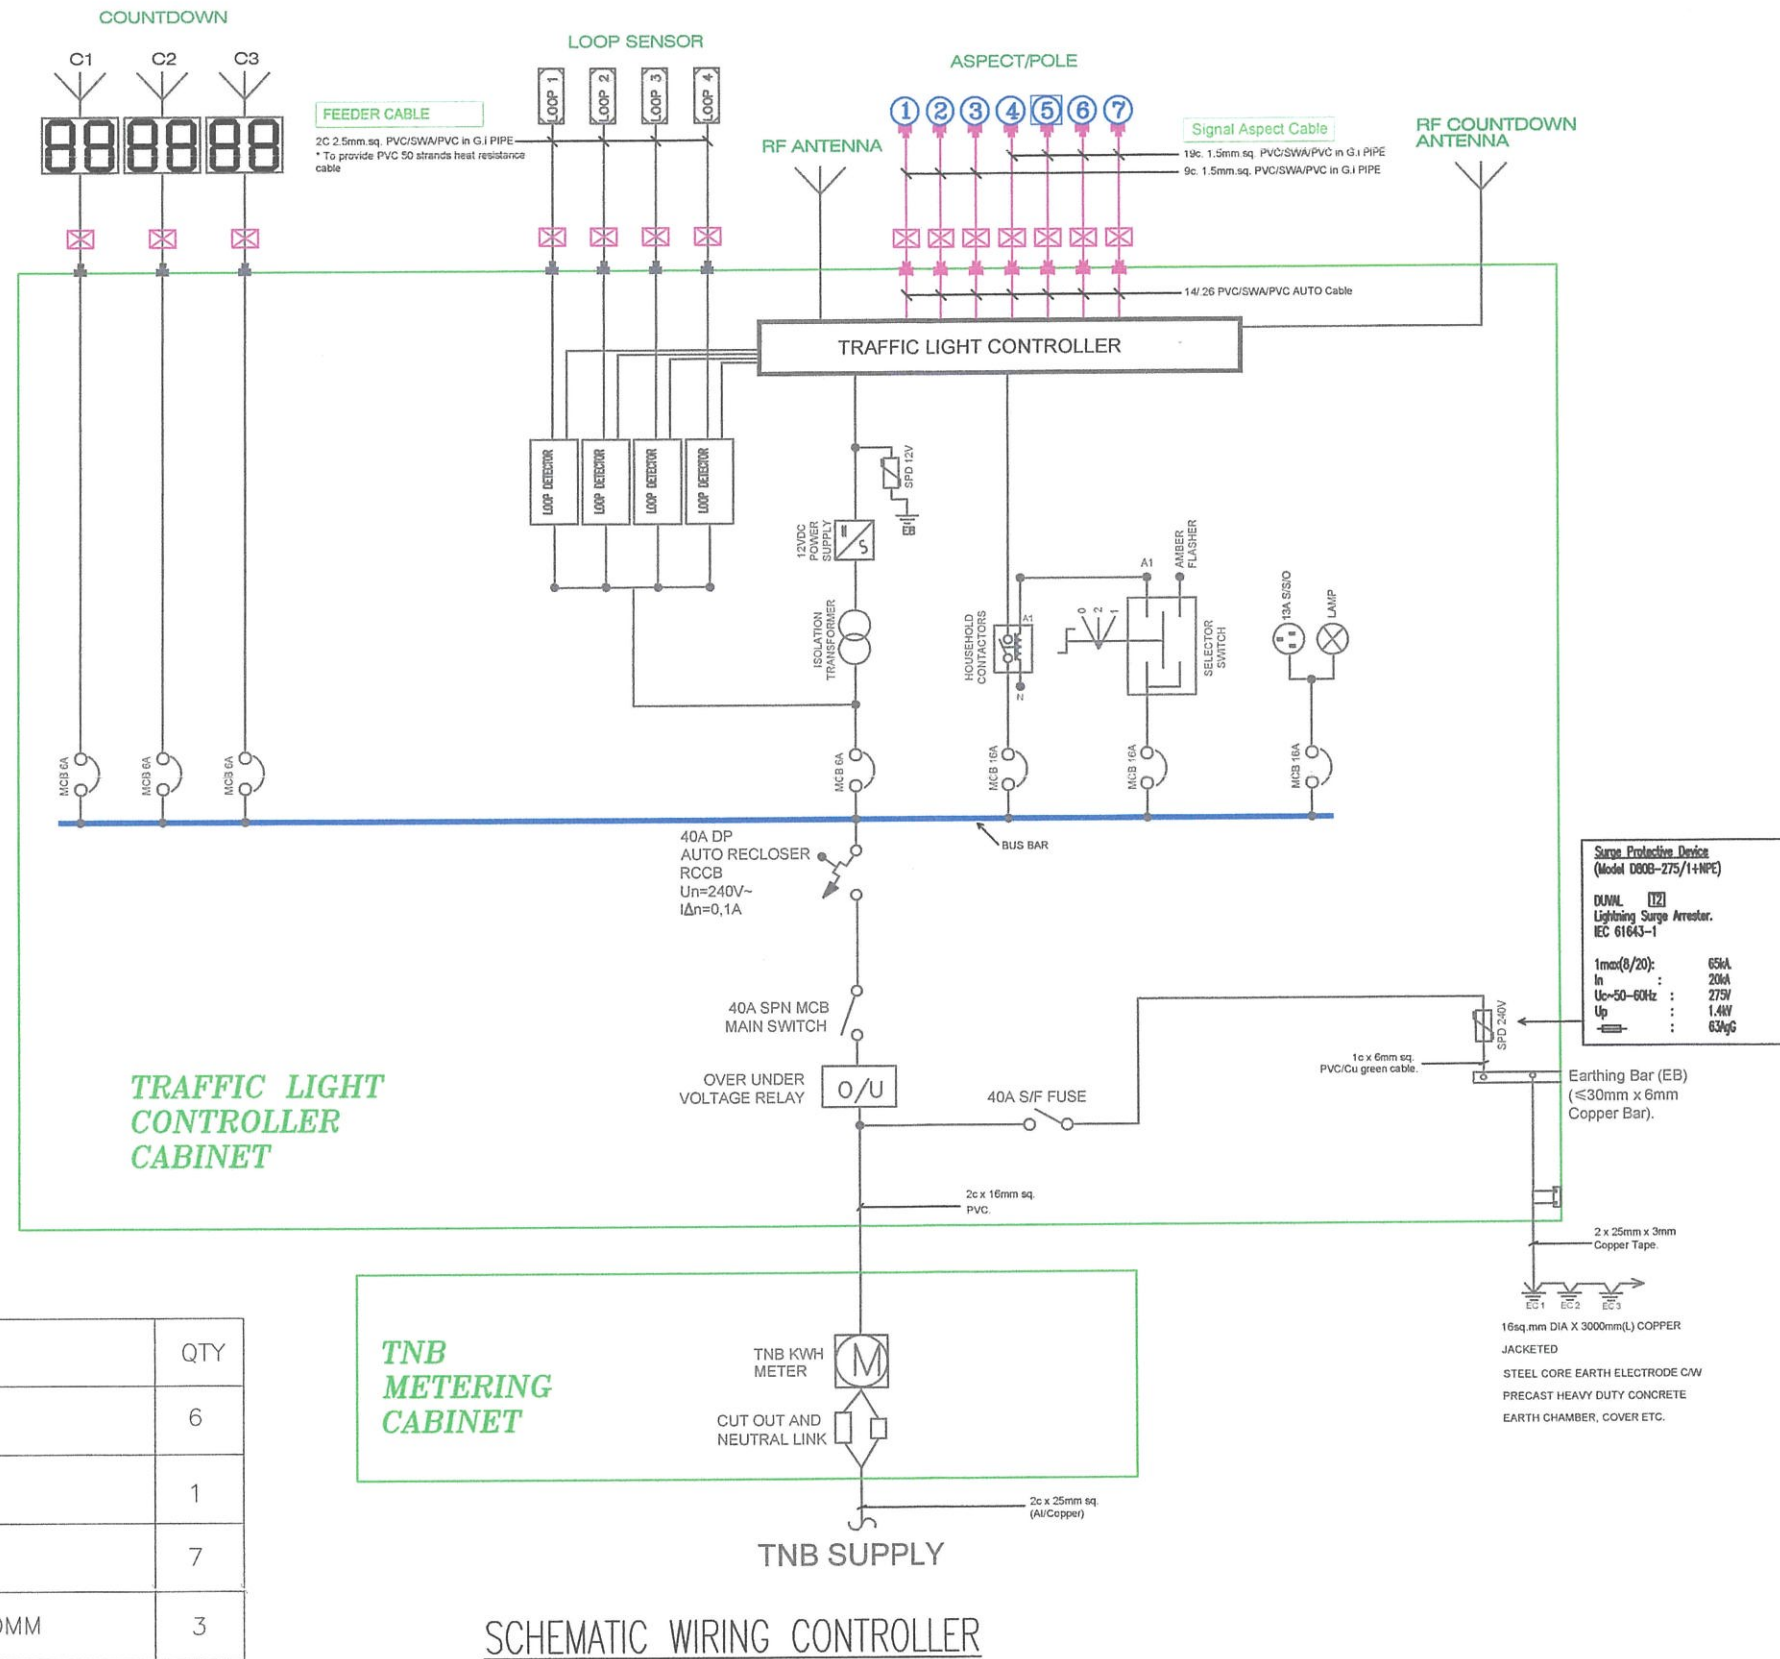 COUNTDOWN
C1
C2
C3
LOOP SENSOR
LOOP 1
LOOP 2
LOOP 3
LOOP 4
FEEDER CABLE
2C 2.5mm.sq. PVC/SWA/PVC in G.I PIPE
* To provide PVC 50 strands heat resistance
cable
RF ANTENNA
ASPECT/POLE
1
2
3
4
5
6
7
Signal Aspect Cable
19c. 1.5mm.sq. PVC/SWA/PVC in G.I PIPE
9c. 1.5mm.sq. PVC/SWA/PVC in G.I PIPE
RF COUNTDOWN
ANTENNA
14/.26 PVC/SWA/PVC AUTO Cable
TRAFFIC LIGHT CONTROLLER
LOOP DETECTOR
LOOP DETECTOR
LOOP DETECTOR
LOOP DETECTOR
SPD 12V
EB
12VDC
POWER
SUPPLY
ISOLATION
TRANSFORMER
HOUSEHOLD
CONTACTORS
A1
N
A1
AMBER
FLASHER
0
2
1
SELECTOR
SWITCH
13A S/S/O
LAMP
MCB 6A
MCB 6A
MCB 6A
MCB 6A
MCB 16A
MCB 16A
MCB 16A
BUS BAR
40A DP
AUTO RECLOSER
RCCB
Un=240V~
IΔn=0,1A
Surge Protective Device
(Model D80B-275/1+NPE)
DUVAL T2
Lightning Surge Arrester.
IEC 61643-1
1max(8/20): 65kA
In : 20kA
Uc~50-60Hz : 275V
Up : 1.4kV
: 63AgG
40A SPN MCB
MAIN SWITCH
SPD 240V
1c x 6mm sq.
PVC/Cu green cable.
OVER UNDER
VOLTAGE RELAY
O/U
40A S/F FUSE
Earthing Bar (EB)
(≤30mm x 6mm
Copper Bar).
TRAFFIC LIGHT
CONTROLLER
CABINET
2c x 16mm sq.
PVC.
2 x 25mm x 3mm
Copper Tape.
EC1
EC2
EC3
16sq.mm DIA X 3000mm(L) COPPER
JACKETED
STEEL CORE EARTH ELECTRODE C/W
PRECAST HEAVY DUTY CONCRETE
EARTH CHAMBER, COVER ETC.
TNB
METERING
CABINET
TNB KWH
METER
M
CUT OUT AND
NEUTRAL LINK
2c x 25mm sq.
(Al/Copper)
TNB SUPPLY
QTY
6
1
7
0MM 3
SCHEMATIC WIRING CONTROLLER